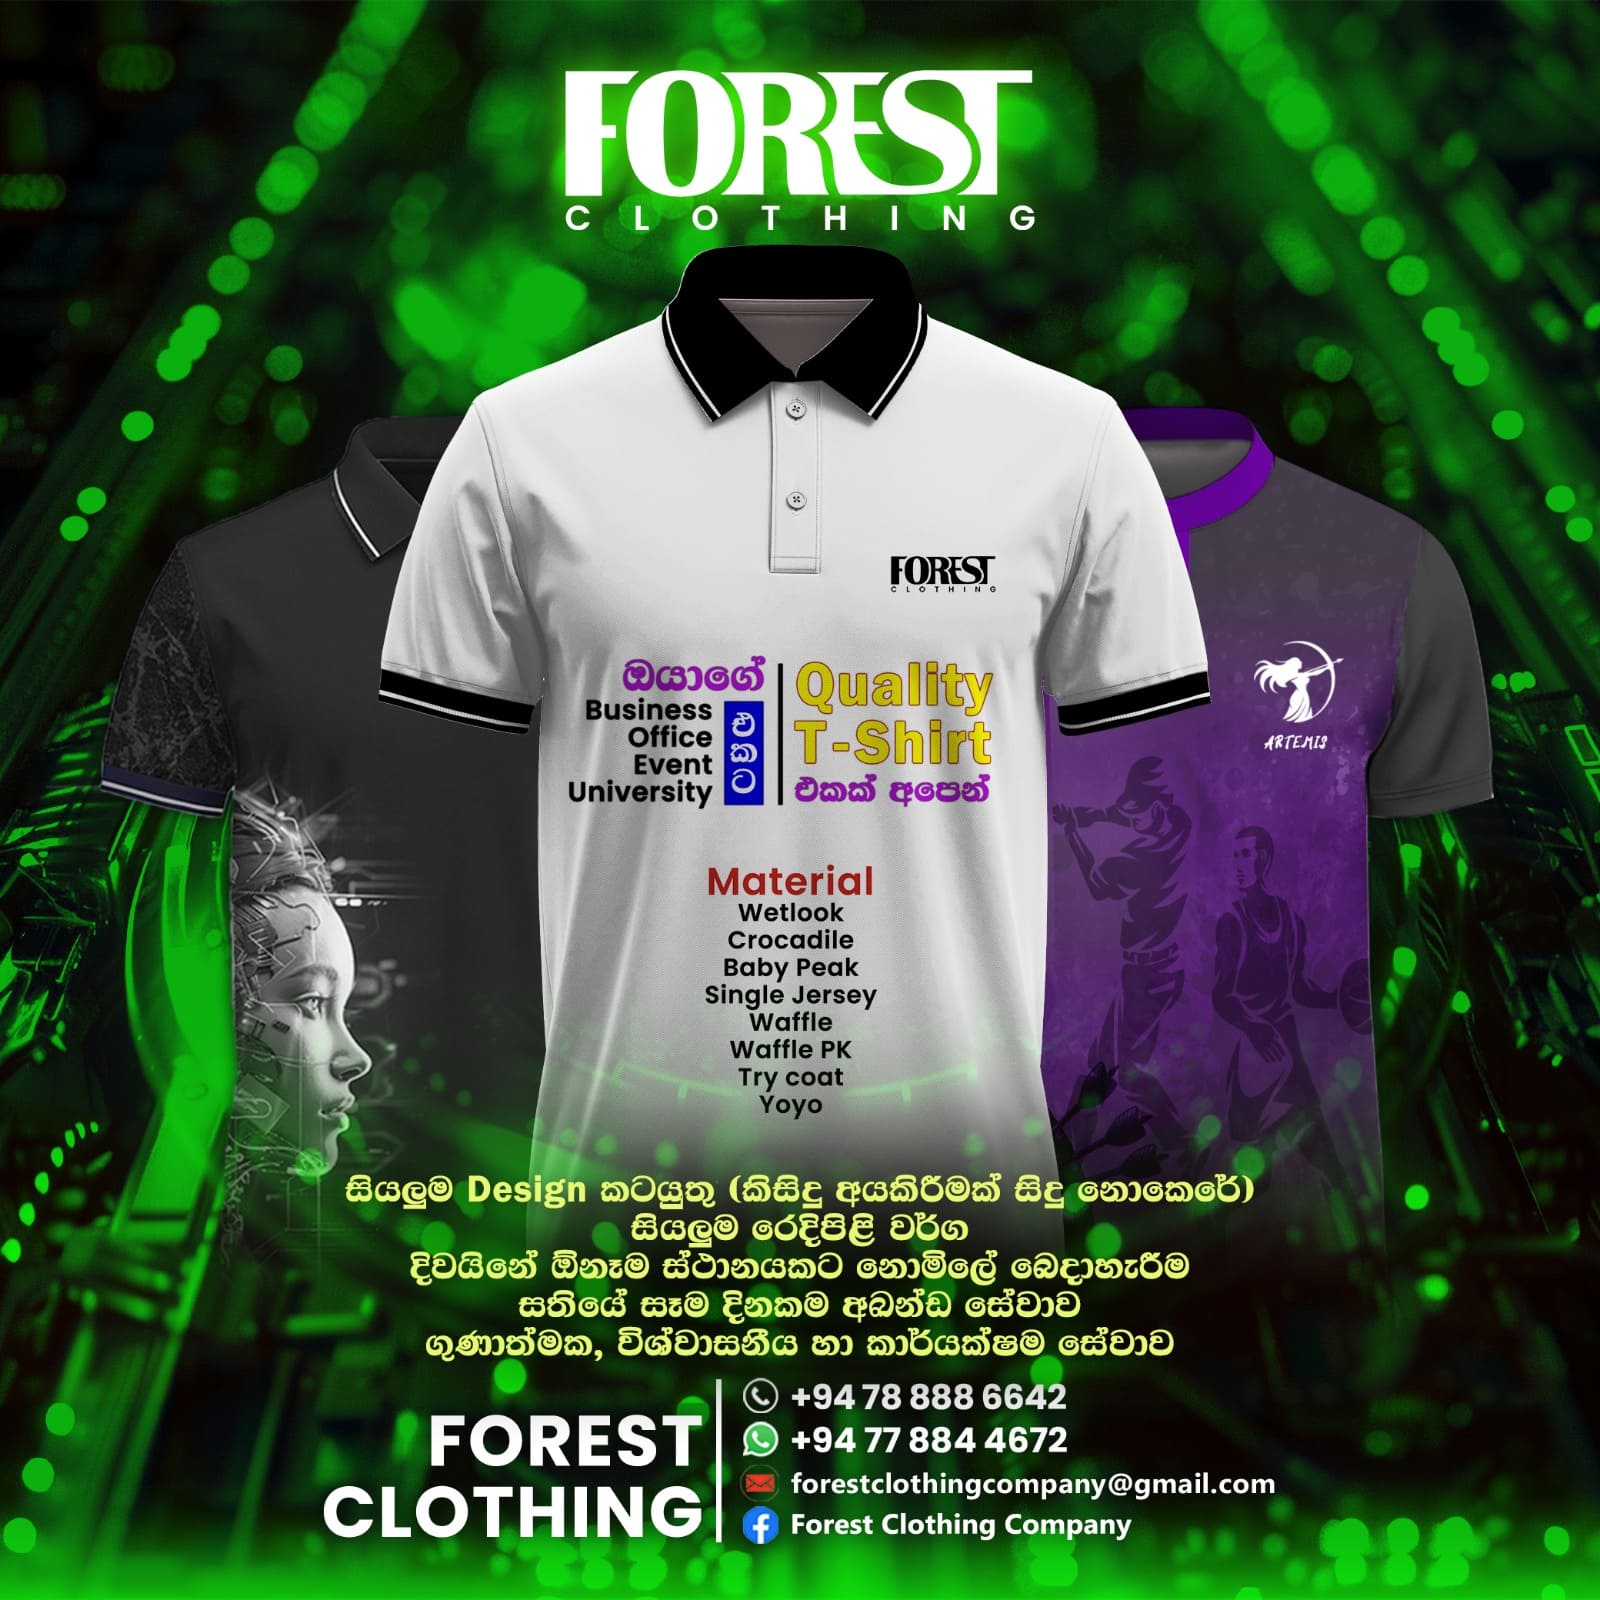 FOREST
CLOTHING
FOREST
CLOTHING
ඔයාගේ
Business
Office
Event
University
එකට
Quality
T-Shirt
එකක් අපෙන්
ARTEMIS
Material
Wetlook
Crocadile
Baby Peak
Single Jersey
Waffle
Waffle PK
Try coat
Yoyo
සියලුම Design කටයුතු (කිසිදු අයකිරීමක් සිදු නොකෙරේ)
සියලුම රෙදිපිළි වර්ග
දිවයිනේ ඕනෑම ස්ථානයකට නොමිලේ බෙදාහැරීම
සතියේ සෑම දිනකම අඛන්ඩ සේවාව
ගුණාත්මක, විශ්වාසනීය හා කාර්යක්ෂම සේවාව
FOREST
CLOTHING
+94 78 888 6642
+94 77 884 4672
forestclothingcompany@gmail.com
Forest Clothing Company